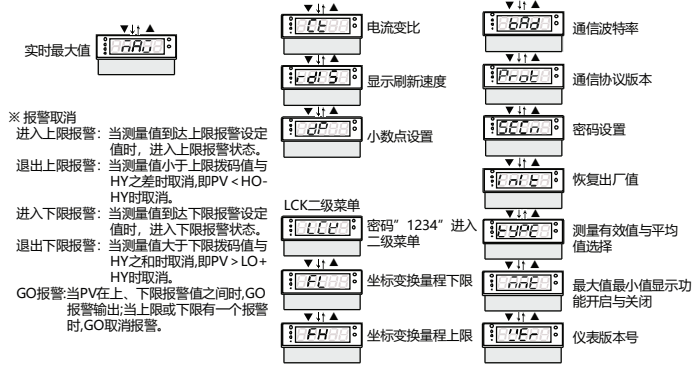 实时最大值
※ 报警取消
进入上限报警：当测量值到达上限报警设定
值时，进入上限报警状态。
退出上限报警：当测量值小于上限拨码值与
HY之差时取消,即PV＜HO-
HY时取消。
进入下限报警：当测量值到达下限报警设定
值时，进入下限报警状态。
退出下限报警：当测量值大于下限拨码值与
HY之和时取消,即PV＞LO+
HY时取消。
GO报警:当PV在上、下限报警值之间时,GO
报警输出;当上限或下限有一个报警
时,GO取消报警。
Ct
电流变比
rdIS
显示刷新速度
dP
小数点设置
LCK二级菜单
密码”1234”进入
二级菜单
FL
坐标变换量程下限
FH
坐标变换量程上限
bAd
通信波特率
Prot
通信协议版本
SECn
密码设置
InIt
恢复出厂值
tYPE
测量有效值与平均
值选择
最大值最小值显示功
能开启与关闭
VEr
仪表版本号